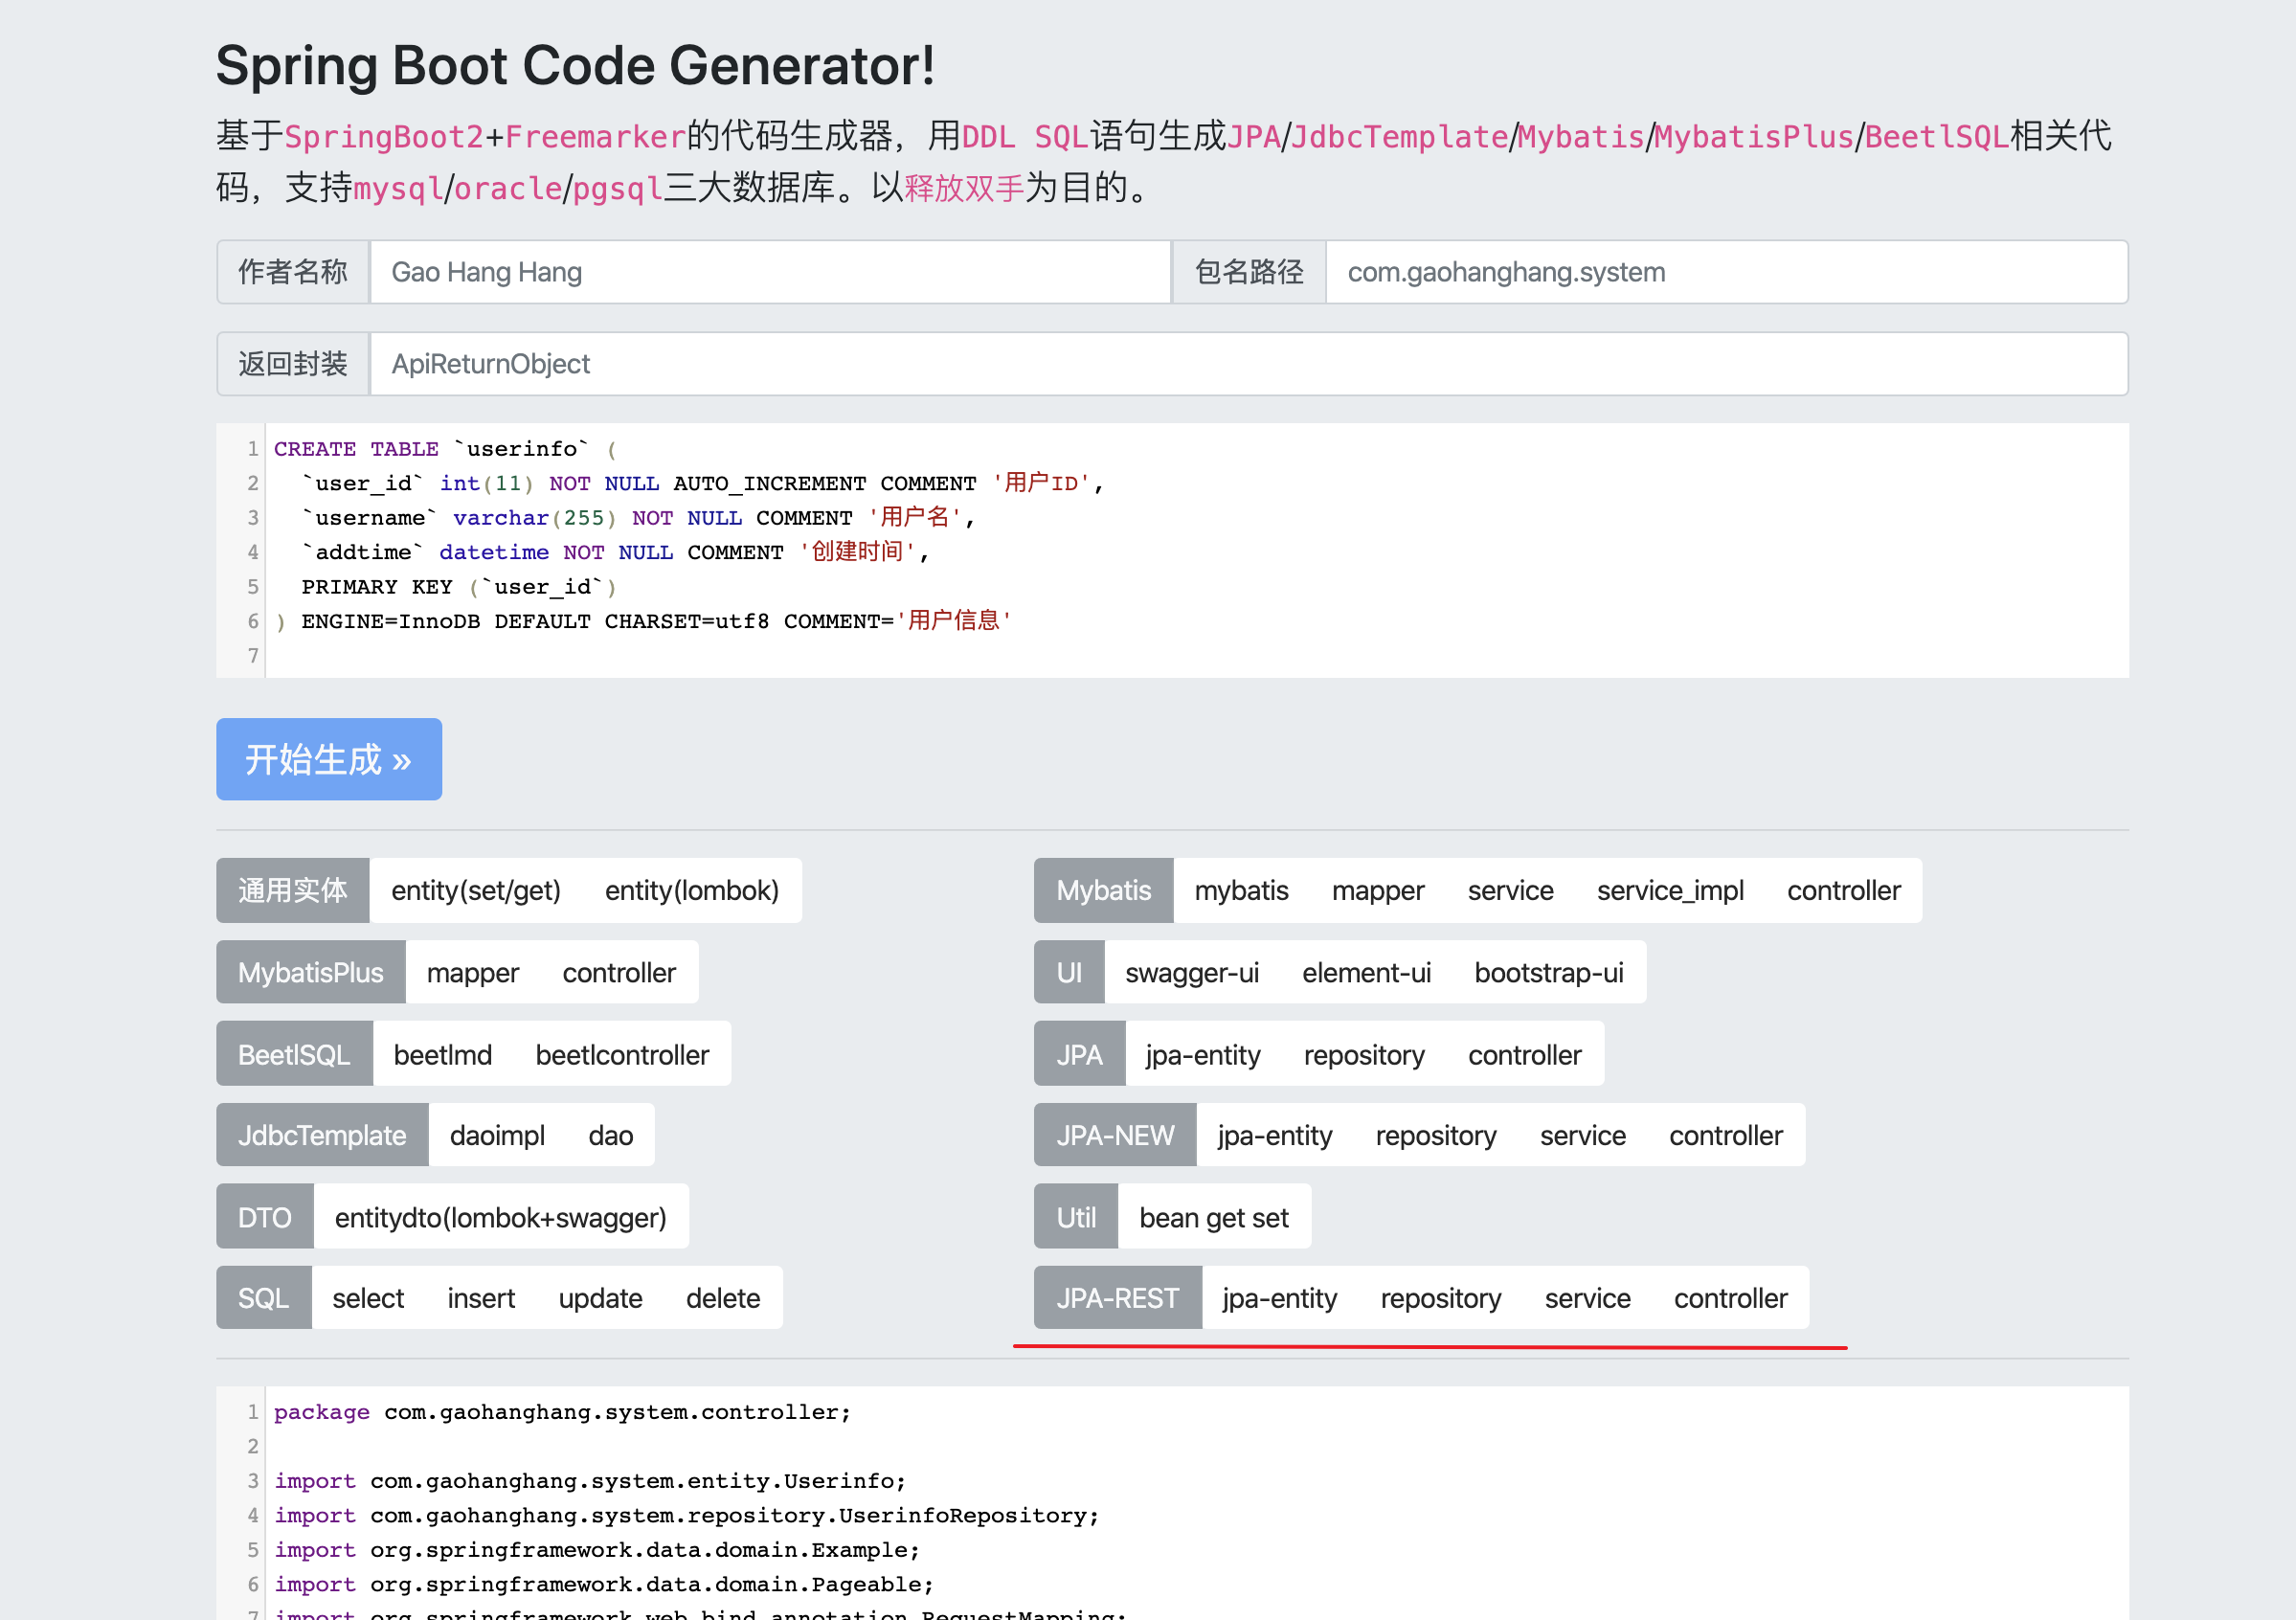 Spring Boot Code Generator!
基于SpringBoot2+Freemarker的代码生成器，用DDL SQL语句生成JPA/JdbcTemplate/Mybatis/MybatisPlus/BeetlSQL相关代
码，支持mysql/oracle/pgsql三大数据库。以释放双手为目的。
作者名称 Gao Hang Hang 包名路径 com.gaohanghang.system
返回封装 ApiReturnObject
1 CREATE TABLE `userinfo` (
2 `user_id` int(11) NOT NULL AUTO_INCREMENT COMMENT '用户ID',
3 `username` varchar(255) NOT NULL COMMENT '用户名',
4 `addtime` datetime NOT NULL COMMENT '创建时间',
5 PRIMARY KEY (`user_id`)
6 ) ENGINE=InnoDB DEFAULT CHARSET=utf8 COMMENT='用户信息'
7
开始生成 »
通用实体 entity(set/get) entity(lombok)
Mybatis mybatis mapper service service_impl controller
MybatisPlus mapper controller
UI swagger-ui element-ui bootstrap-ui
BeetlSQL beetlmd beetlcontroller
JPA jpa-entity repository controller
JdbcTemplate daoimpl dao
JPA-NEW jpa-entity repository service controller
DTO entitydto(lombok+swagger)
Util bean get set
SQL select insert update delete
JPA-REST jpa-entity repository service controller
1 package com.gaohanghang.system.controller;
2
3 import com.gaohanghang.system.entity.Userinfo;
4 import com.gaohanghang.system.repository.UserinfoRepository;
5 import org.springframework.data.domain.Example;
6 import org.springframework.data.domain.Pageable;
7 import org.springframework.web.bind.annotation.RequestMapping;